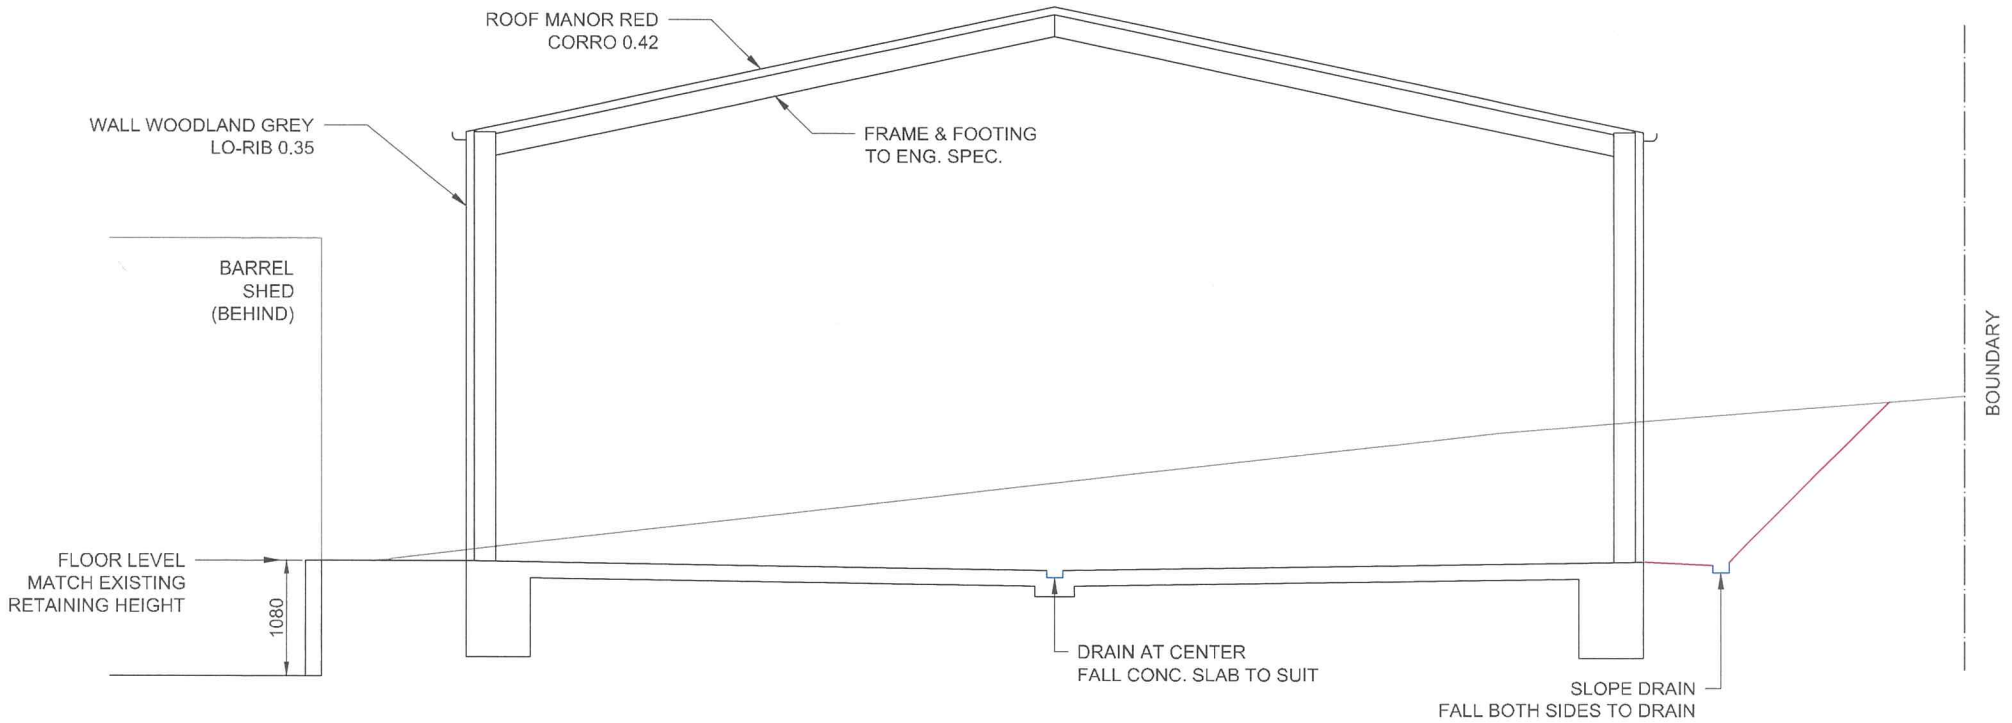 ROOF MANOR RED
CORRO 0.42
WALL WOODLAND GREY
LO-RIB 0.35
FRAME & FOOTING
TO ENG. SPEC.
BARREL
SHED
(BEHIND)
BOUNDARY
FLOOR LEVEL
MATCH EXISTING
RETAINING HEIGHT
1080
DRAIN AT CENTER
FALL CONC. SLAB TO SUIT
SLOPE DRAIN
FALL BOTH SIDES TO DRAIN